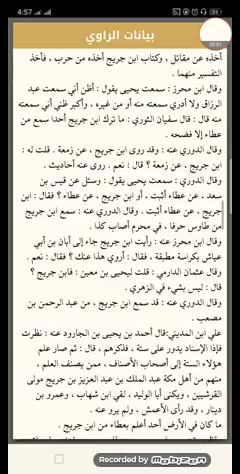 4:57
بيانات الراوي
20:51
أخذه عن مقاتل ، وكتاب ابن جريج أخذه من حرب ، فأخذ
التفسير منهما .
وقال ابن محرز : سمعت يحيى يقول : أظن أني سمعت عبد
الرزاق ولا أدري سمعته منه أو من غيره ، وأكبر ظني أني سمعته
منه قال : قال سفيان الثوري : ما ترك ابن جريج أحدا سمع من
عطاء إلا فضحه .
وقال الدوري عنه : وقد روى ابن جريج ، عن زمعة . قلت له :
ابن جريج ، عن زمعة ؟ قال : نعم . روى عنه أحاديث .
وقال الدوري : سمعت يحيى يقول : وسئل عن قيس بن
سعد ، عن عطاء أثبت ، أو ابن جريج ، عن عطاء ؟ فقال : ابن
جريج ، عن عطاء أثبت . وقال الدوري عنه : سمع ابن جريج
من طاوس حرفا ، في محرم أصاب كذا .
وقال ابن محرز عنه : رأيت ابن جريج جاء إلى أبان بن أبي
عياش بكراسة مطبقة ، فقال : أروي هذا عنك ؟ فقال : نعم .
وقال عثمان الدارمي : قلت ليحيى بن معين : فابن جريج ؟
قال : ليس بشيء في الزهري .
وقال الدوري عنه : قد سمع ابن جريج ، من عبد الرحمن بن
مصعب .
علي ابن المديني:قال أحمد بن يحيى بن الجارود عنه : نظرت
فإذا الإسناد يدور على ستة ، فذكرهم ، قال : ثم صار علم
هؤلاء الستة إلى أصحاب الأصناف ، ممن يصنف العلم ،
منهم من أهل مكة عبد الملك بن عبد العزيز بن جريج مولى
القرشيين ، ويكنى أبا الوليد ، لقي ابن شهاب ، وعمرو بن
دينار ، وقد رأى الأعمش ، ولم يرو عنه .
ما كان في الأرض أحد أعلم بعطاء من ابن جريج .
Recorded by Mobizen